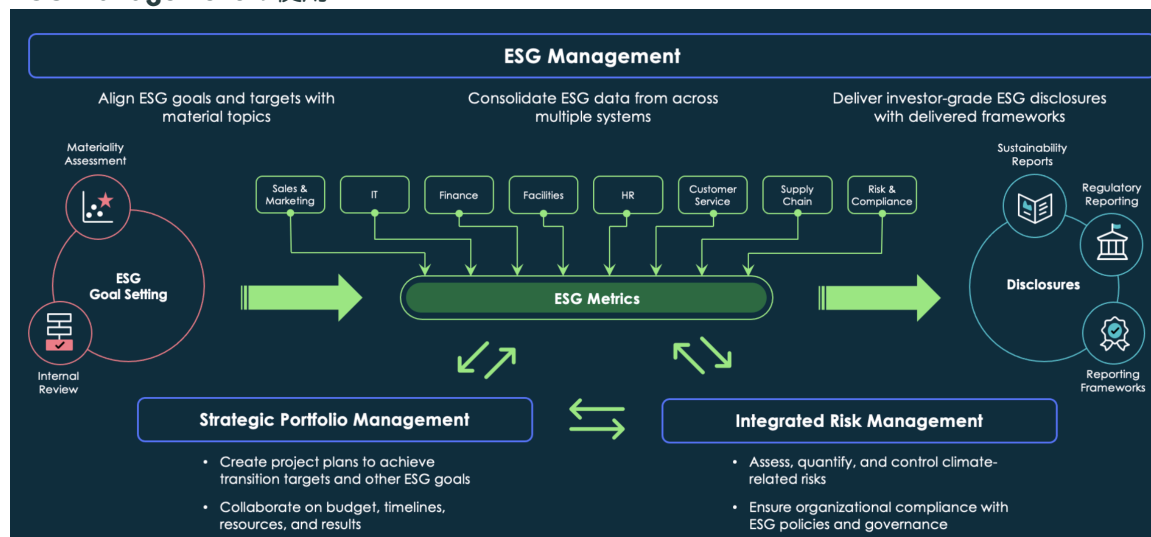 ESG Management
Align ESG goals and targets with
material topics
Consolidate ESG data from across
multiple systems
Deliver investor-grade ESG disclosures
with delivered frameworks
Materiality
Assessment
ESG
Goal Setting
Internal
Review
Sales &
Marketing
IT
Finance
Facilities
HR
Customer
Service
Supply
Chain
Risk &
Compliance
ESG Metrics
Sustainability
Reports
Regulatory
Reporting
Disclosures
Reporting
Frameworks
Strategic Portfolio Management
• Create project plans to achieve
transition targets and other ESG goals
• Collaborate on budget, timelines,
resources, and results
Integrated Risk Management
• Assess, quantify, and control climate-
related risks
• Ensure organizational compliance with
ESG policies and governance